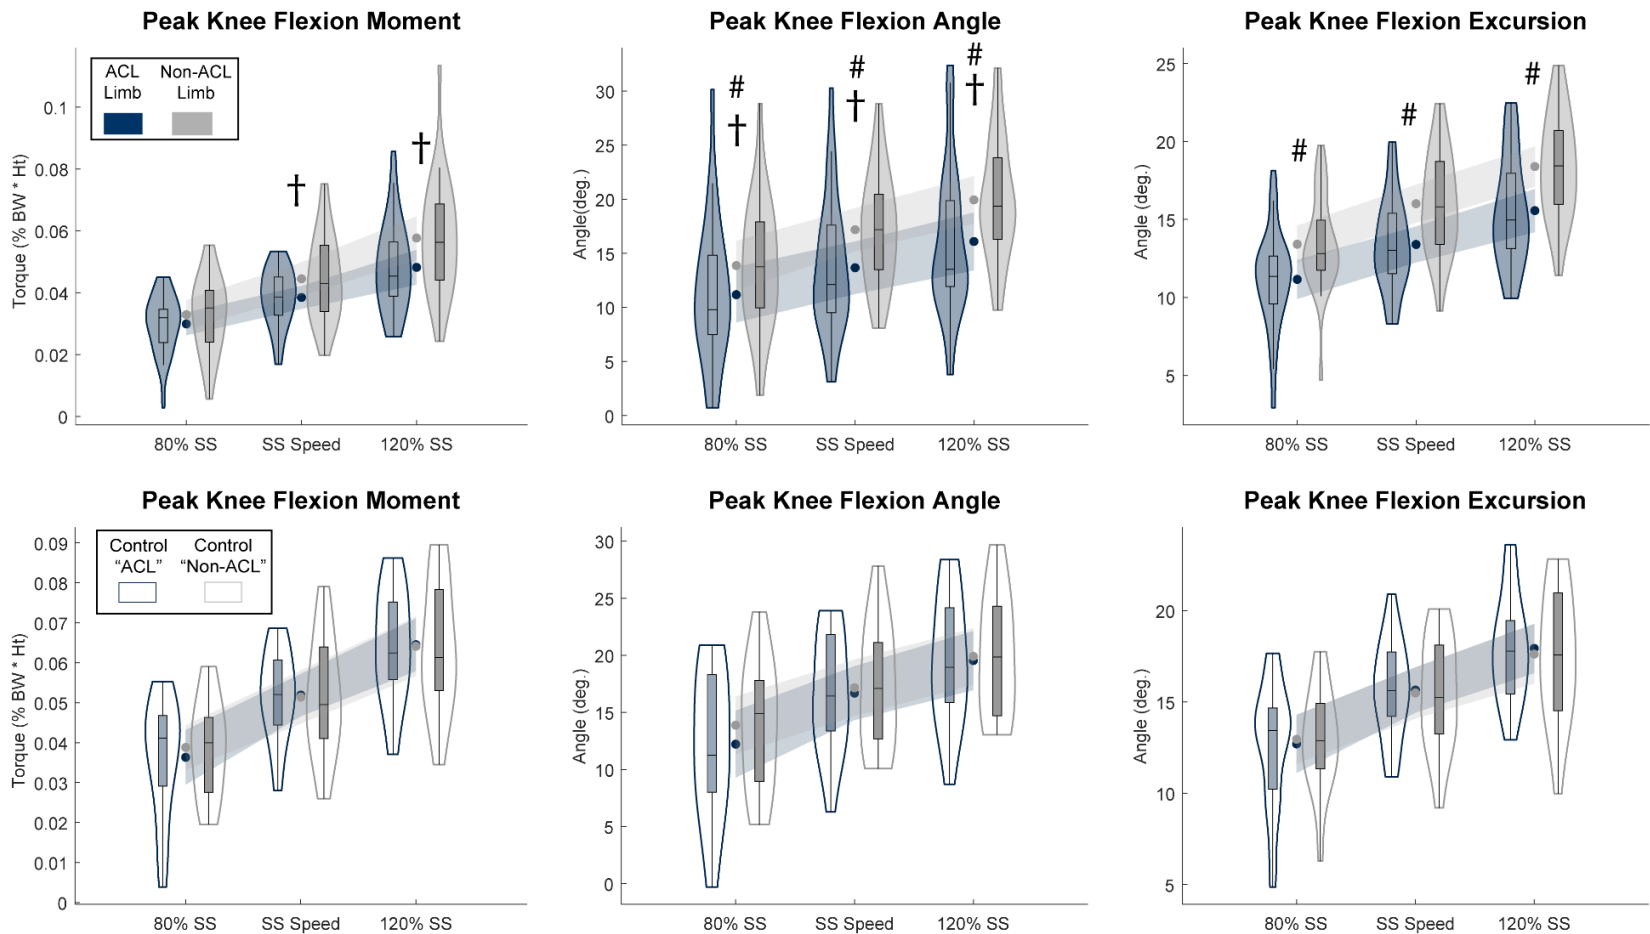 Peak Knee Flexion Moment
ACL Limb
Non-ACL Limb
Torque (% BW * Ht)
0.1
0.08
0.06
0.04
0.02
0
†
†
80% SS
SS Speed
120% SS
Peak Knee Flexion Angle
Angle(deg.)
30
25
20
15
10
5
0
#
†
#
†
#
†
80% SS
SS Speed
120% SS
Peak Knee Flexion Excursion
Angle (deg.)
25
20
15
10
5
#
#
#
80% SS
SS Speed
120% SS
Peak Knee Flexion Moment
Control “ACL”
Control “Non-ACL”
Torque (% BW * Ht)
0.09
0.08
0.07
0.06
0.05
0.04
0.03
0.02
0.01
0
80% SS
SS Speed
120% SS
Peak Knee Flexion Angle
Angle (deg.)
30
25
20
15
10
5
0
80% SS
SS Speed
120% SS
Peak Knee Flexion Excursion
Angle (deg.)
20
15
10
5
80% SS
SS Speed
120% SS